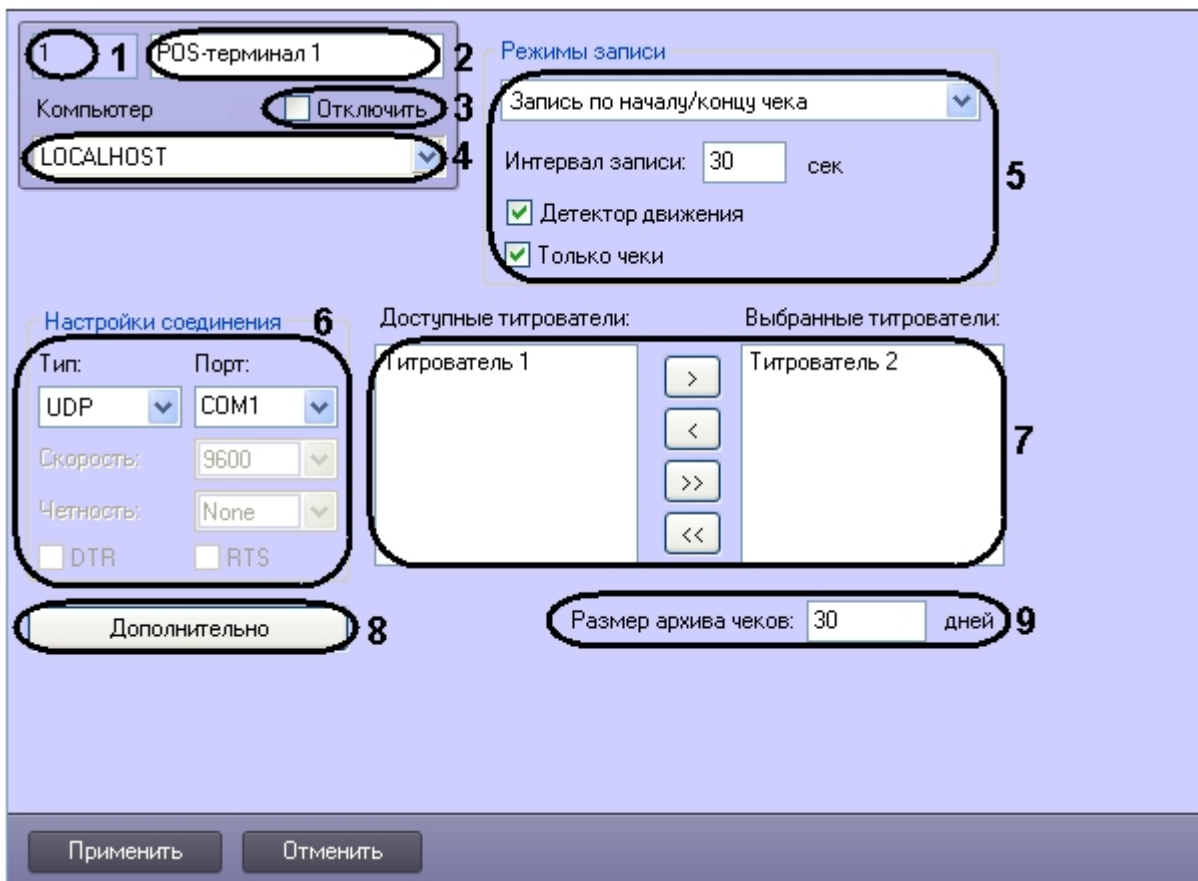 1 1 POS-терминал 1 2
Компьютер Отключить 3
LOCALHOST 4
Режимы записи
Запись по началу/концу чека
Интервал записи: 30 сек 5
Детектор движения
Только чеки
Настройки соединения 6
Тип: Порт:
UDP COM1
Скорость: 9600
Четность: None
DTR RTS
Доступные титрователи: Выбранные титрователи:
Титрователь 1 > Титрователь 2
<
>>
<<
7
Дополнительно 8
Размер архива чеков: 30 дней 9
Применить Отменить